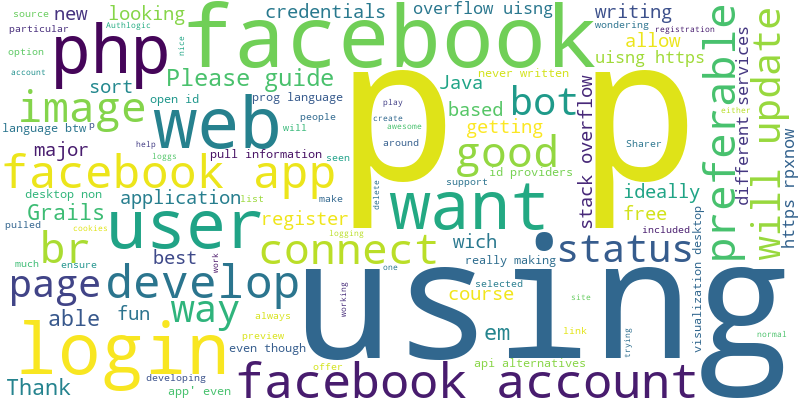 source
new
looking
credentials
overflow uisng
writing
Authlogic
particular
option
account
php
facebook
nice
wondering
registration
allow
uisng https
sort
Please guide
Java
never written
image
open id
prog language
based
bot
language btw
p
web
people
will
play
create
awesome
p p
getting
good
stack overflow
preferable
different services
will update
https rpxnow
either
major
help
loggs
pull information
seen
around
id providers
Sharer
facebook app
desktop non
application
list
make
delete
support
want
ideally
Grails
register
free
pulled
user
cookies
logging
included
br
connect
wich
status
much
ensure
best
work
really making
one
selected
page
develop
way
working
using
course
site
visualization desktop
able
fun
always
em
link
login
preview
even though
trying
normal
api alternatives
Thank
developing
app' even
offer
facebook account